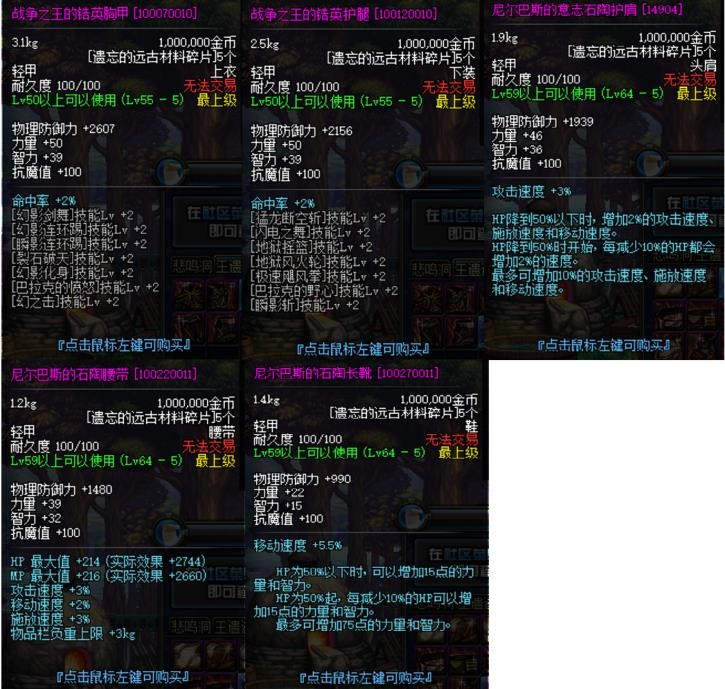 战争之王的锆英胸甲 [100070010]
3.1kg 1,000,000金币
[遗忘的远古材料碎片]5个
轻甲 上衣
耐久度 100/100 无法交易
Lv50以上可以使用 (Lv55 - 5) 最上级
物理防御力 +2607
力量 +50
智力 +39
抗魔值 +100
命中率 +2%
[幻影剑舞]技能Lv +2
[幻影连环踢]技能Lv +2
[瞬影连环踢]技能Lv +2
[裂石破天]技能Lv +2
[幻影化身]技能Lv +2
[巴拉克的愤怒]技能Lv +2
[幻之击]技能Lv +2
『点击鼠标左键可购买』
战争之王的锆英护腿 [100120010]
2.5kg 1,000,000金币
[遗忘的远古材料碎片]5个
轻甲 下装
耐久度 100/100 无法交易
Lv50以上可以使用 (Lv55 - 5) 最上级
物理防御力 +2156
力量 +50
智力 +39
抗魔值 +100
命中率 +2%
[猛龙断空斩]技能Lv +2
[闪电之舞]技能Lv +2
[地狱摇篮]技能Lv +2
[地狱风火轮]技能Lv +2
[极速飓风拳]技能Lv +2
[巴拉克的野心]技能Lv +2
[瞬影斩]技能Lv +2
『点击鼠标左键可购买』
尼尔巴斯的意志石陶护肩 [14904]
1.9kg 1,000,000金币
[遗忘的远古材料碎片]5个
轻甲 头肩
耐久度 100/100 无法交易
Lv59以上可以使用 (Lv64 - 5) 最上级
物理防御力 +1939
力量 +46
智力 +36
抗魔值 +100
攻击速度 +3%
HP降到50%以下时，增加2%的攻击速度、
施放速度和移动速度。
HP降到50%时开始，每减少10%的HP都会
增加2%的速度。
最多可增加10%的攻击速度、施放速度
和移动速度。
『点击鼠标左键可购买』
尼尔巴斯的石陶腰带 [100220011]
1.2kg 1,000,000金币
[遗忘的远古材料碎片]5个
轻甲 腰带
耐久度 100/100 无法交易
Lv59以上可以使用 (Lv64 - 5) 最上级
物理防御力 +1480
力量 +39
智力 +32
抗魔值 +100
HP 最大值 +214 (实际效果 +2744)
MP 最大值 +216 (实际效果 +2660)
攻击速度 +3%
移动速度 +2%
施放速度 +3%
物品栏负重上限 +3kg
『点击鼠标左键可购买』
尼尔巴斯的石陶长靴 [100270011]
1.4kg 1,000,000金币
[遗忘的远古材料碎片]5个
轻甲 鞋
耐久度 100/100 无法交易
Lv59以上可以使用 (Lv64 - 5) 最上级
物理防御力 +990
力量 +22
智力 +15
抗魔值 +100
移动速度 +5.5%
HP为50%以下时，可以增加15点的力
量和智力。
HP为50%起，每减少10%的HP可以增
加15点的力量和智力。
最多可增加75点的力量和智力。
『点击鼠标左键可购买』